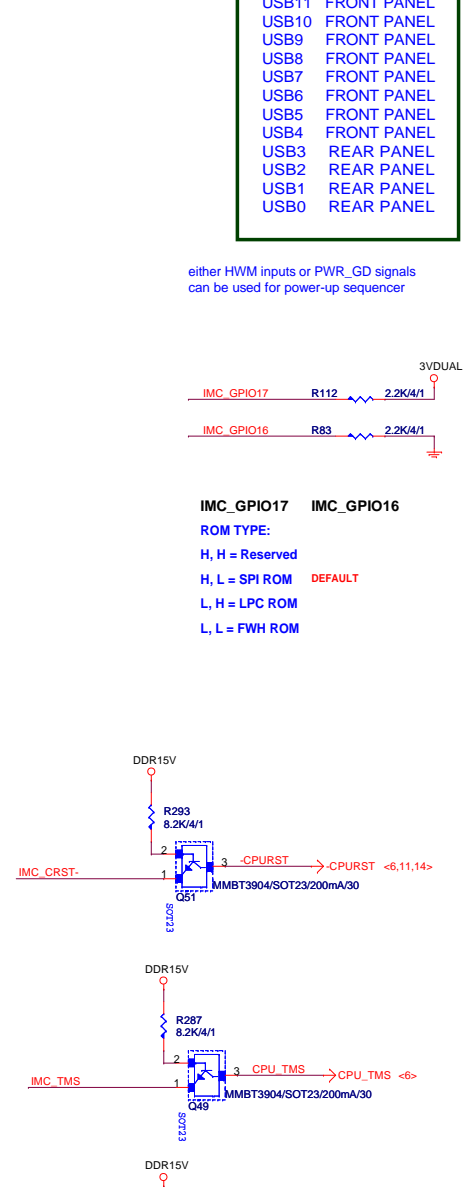 USB11 FRONT PANEL
USB10 FRONT PANEL
USB9 FRONT PANEL
USB8 FRONT PANEL
USB7 FRONT PANEL
USB6 FRONT PANEL
USB5 FRONT PANEL
USB4 FRONT PANEL
USB3 REAR PANEL
USB2 REAR PANEL
USB1 REAR PANEL
USB0 REAR PANEL
either HWM inputs or PWR_GD signals
can be used for power-up sequencer
3VDUAL
IMC_GPIO17 R112 2.2K/4/1
IMC_GPIO16 R83 2.2K/4/1
IMC_GPIO17 IMC_GPIO16
ROM TYPE:
H, H = Reserved
H, L = SPI ROM DEFAULT
L, H = LPC ROM
L, L = FWH ROM
DDR15V
R293
8.2K/4/1
2
3 -CPURST -CPURST <6,11,14>
IMC_CRST- 1
MMBT3904/SOT23/200mA/30
Q51
SOT23
DDR15V
R287
8.2K/4/1
2
3 CPU_TMS CPU_TMS <6>
IMC_TMS 1
MMBT3904/SOT23/200mA/30
Q49
SOT23
DDR15V